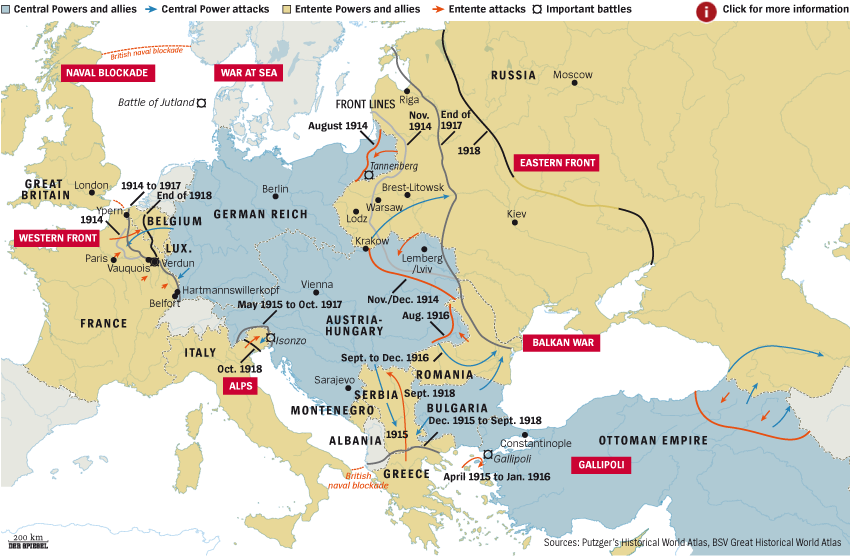 Central Powers and allies
Central Power attacks
Entente Powers and allies
Entente attacks
Important battles
i
Click for more information
British naval blockade
NAVAL BLOCKADE
WAR AT SEA
RUSSIA
Moscow
Battle of Jutland
FRONT LINES
Riga
August 1914
Nov.
1914
End of
1917
1918
EASTERN FRONT
Tannenberg
GREAT
BRITAIN
London
1914 to 1917
End of 1918
Berlin
Brest-Litowsk
Warsaw
Ypern
1914
BELGIUM
GERMAN REICH
Lodz
Kiev
WESTERN FRONT
LUX.
Krakow
Paris
Vauquois
Verdun
Lemberg
/Lviv
Hartmannswillerkopf
Vienna
Belfort
May 1915 to Oct. 1917
Nov./Dec. 1914
FRANCE
AUSTRIA-
HUNGARY
Aug. 1916
Isonzo
ITALY
BALKAN WAR
Oct. 1918
Sept. to Dec. 1916
ROMANIA
ALPS
Sarajevo
SERBIA
Sept. 1918
MONTENEGRO
BULGARIA
Dec. 1915 to Sept. 1918
ALBANIA
1915
Constantinople
OTTOMAN EMPIRE
Gallipoli
GALLIPOLI
British
naval blockade
GREECE
April 1915 to Jan. 1916
200 km
DER SPIEGEL
Sources: Putzger's Historical World Atlas, BSV Great Historical World Atlas